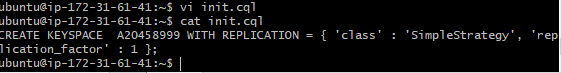 ubuntu@ip-172-31-61-41:~$ vi init.cql
ubuntu@ip-172-31-61-41:~$ cat init.cql
CREATE KEYSPACE  A20458999 WITH REPLICATION = { 'class' : 'SimpleStrategy', 'rep
lication_factor' : 1 };
ubuntu@ip-172-31-61-41:~$